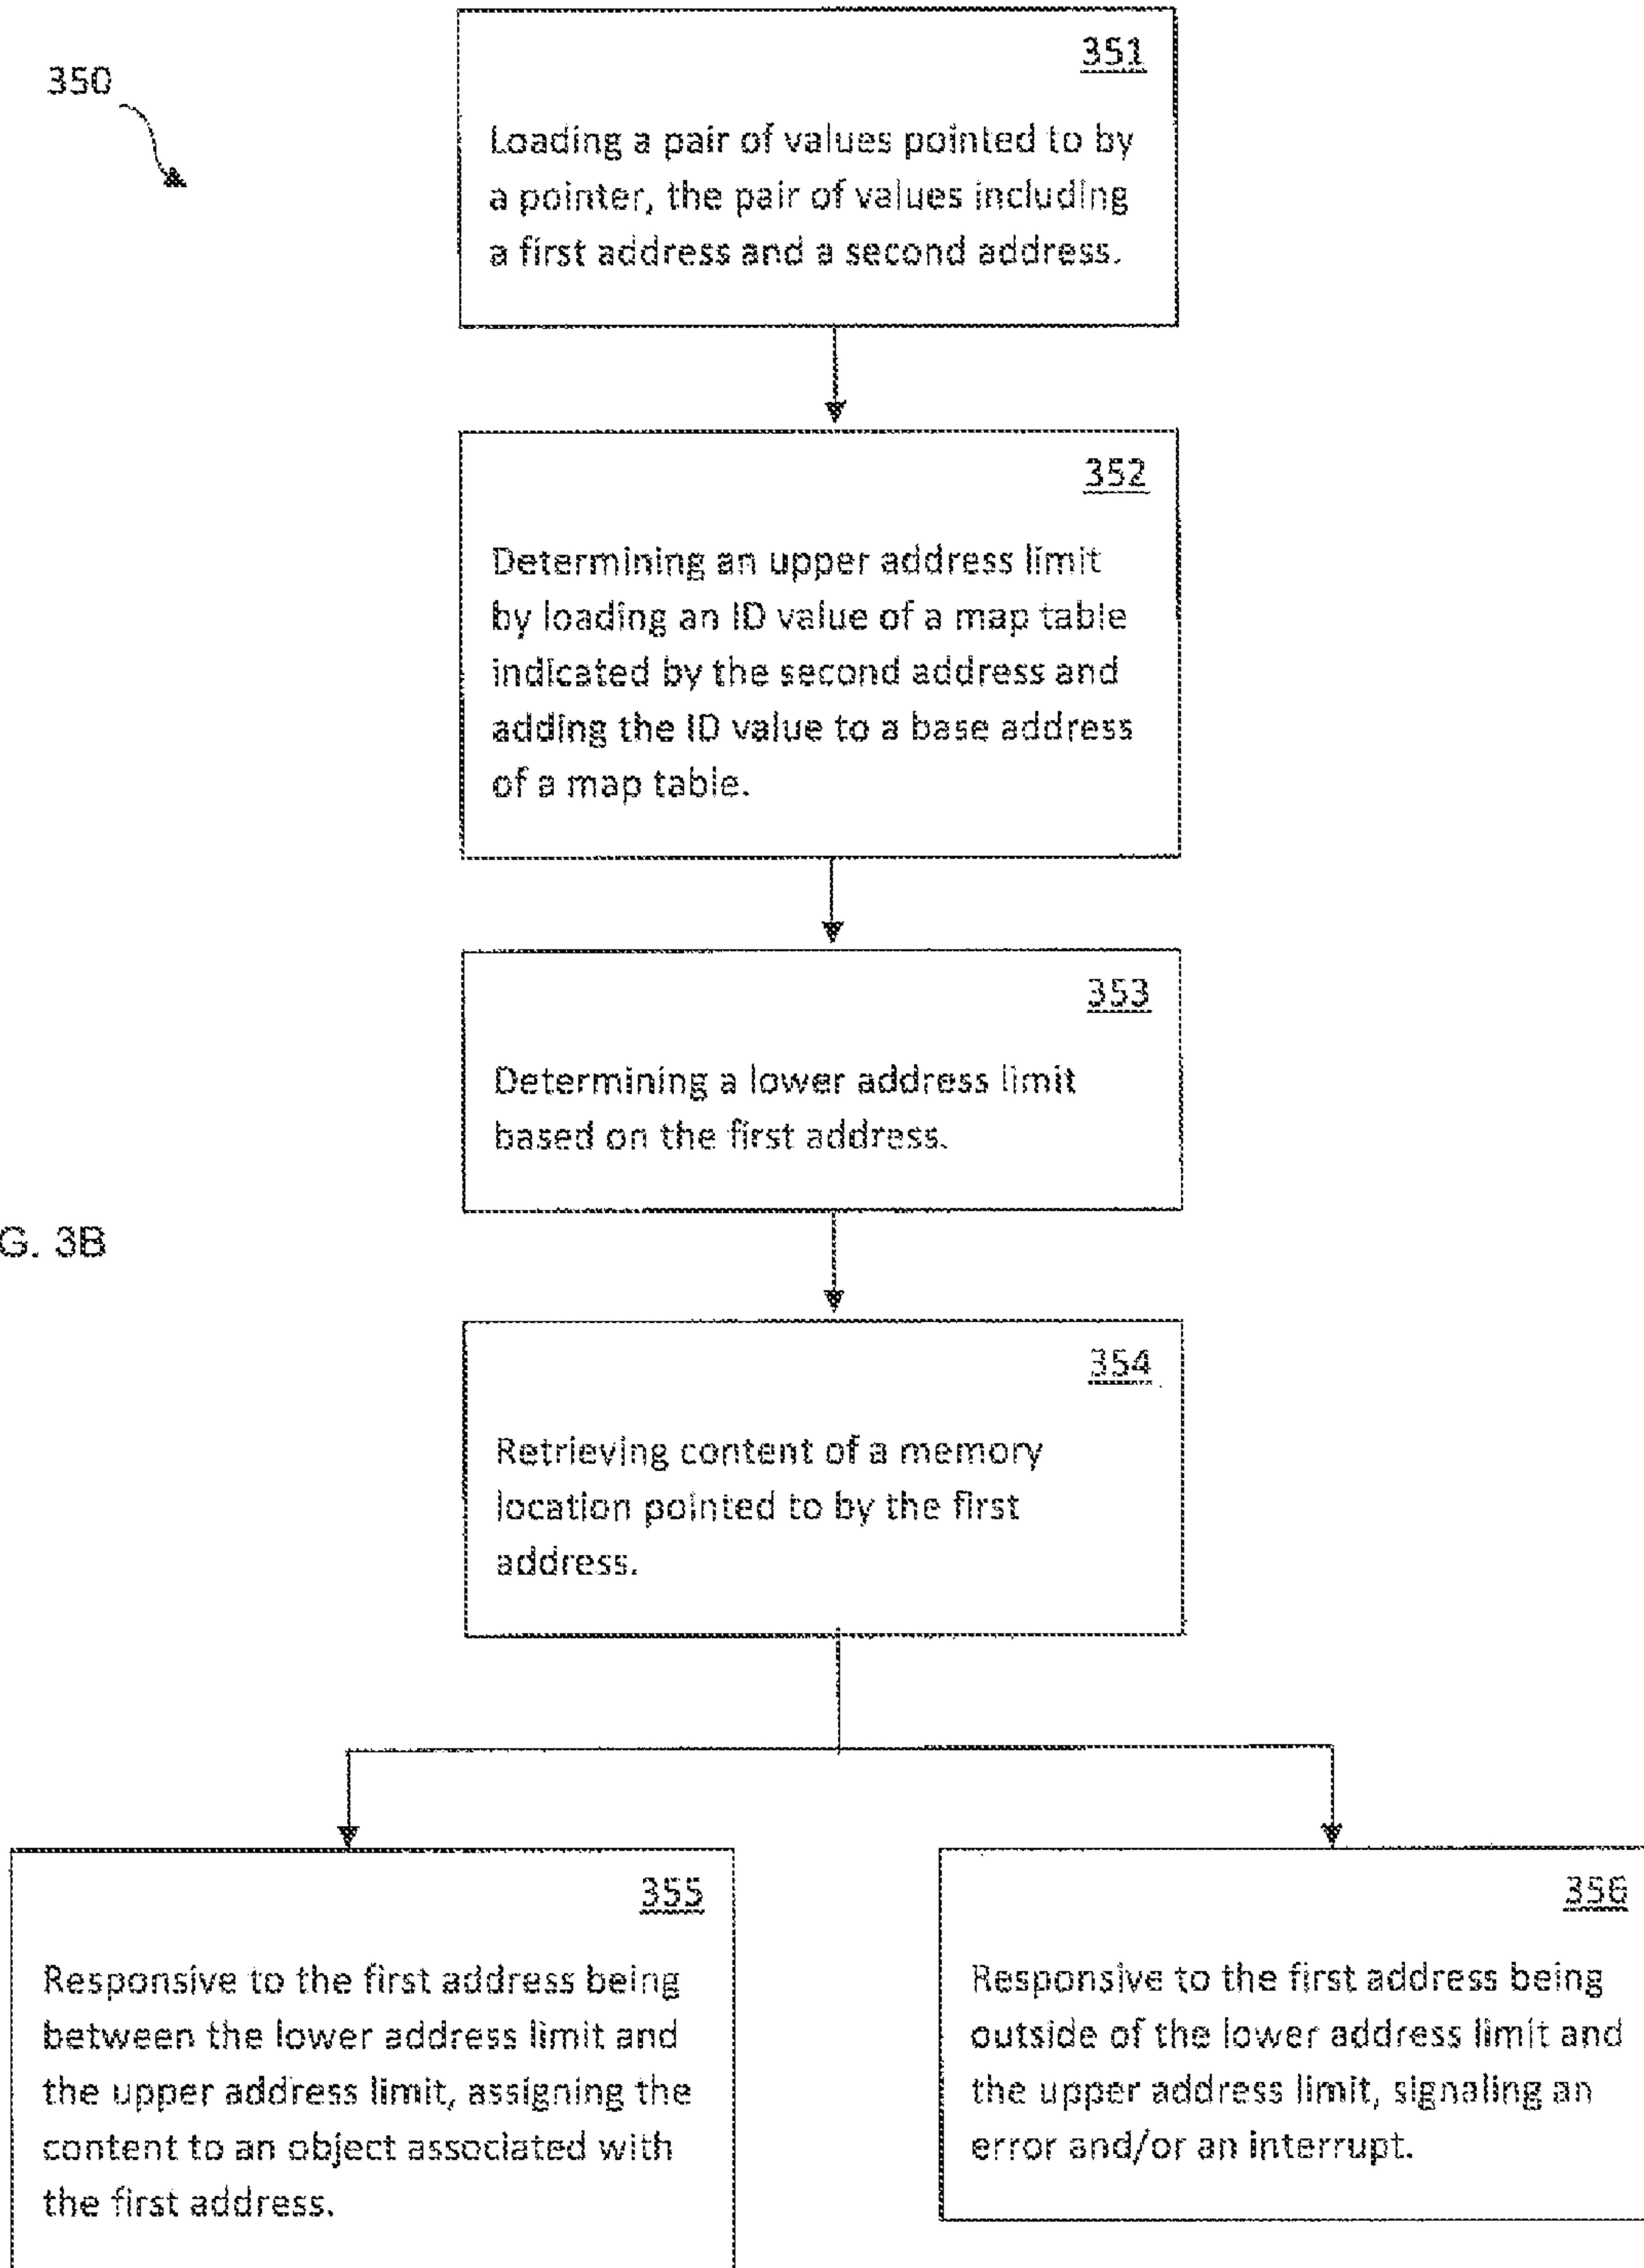 350
351
Loading a pair of values pointed to by
a pointer, the pair of values including
a first address and a second address.
352
Determining an upper address limit
by loading an ID value of a map table
indicated by the second address and
adding the ID value to a base address
of a map table.
353
Determining a lower address limit
based on the first address.
G. 3B
354
Retrieving content of a memory
location pointed to by the first
address.
355
Responsive to the first address being
between the lower address limit and
the upper address limit, assigning the
content to an object associated with
the first address.
356
Responsive to the first address being
outside of the lower address limit and
the upper address limit, signaling an
error and/or an interrupt.